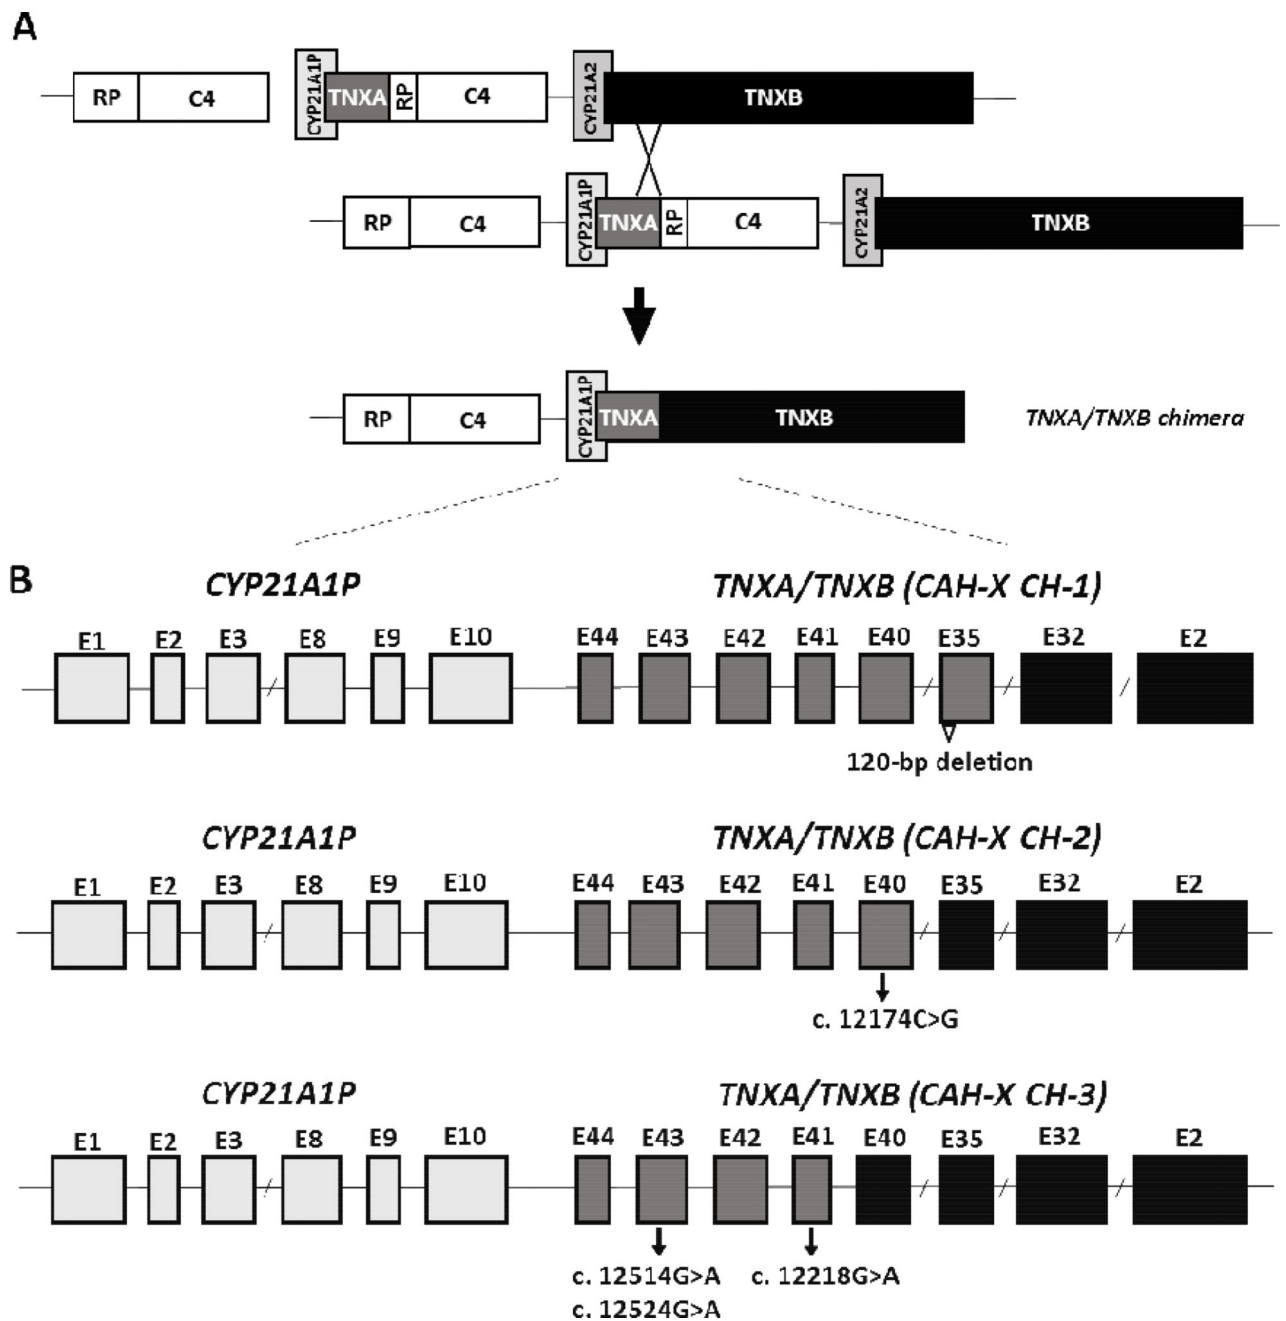 A
RP C4 CYP21A1P TNXA RP C4 CYP21A2 TNXB
RP C4 CYP21A1P TNXA RP C4 CYP21A2 TNXB
RP C4 CYP21A1P TNXA TNXB TNXA/TNXB chimera
B
CYP21A1P TNXA/TNXB (CAH-X CH-1)
E1 E2 E3 E8 E9 E10 E44 E43 E42 E41 E40 E35 E32 E2
120-bp deletion
CYP21A1P TNXA/TNXB (CAH-X CH-2)
E1 E2 E3 E8 E9 E10 E44 E43 E42 E41 E40 E35 E32 E2
c. 12174C>G
CYP21A1P TNXA/TNXB (CAH-X CH-3)
E1 E2 E3 E8 E9 E10 E44 E43 E42 E41 E40 E35 E32 E2
c. 12514G>A c. 12218G>A
c. 12524G>A